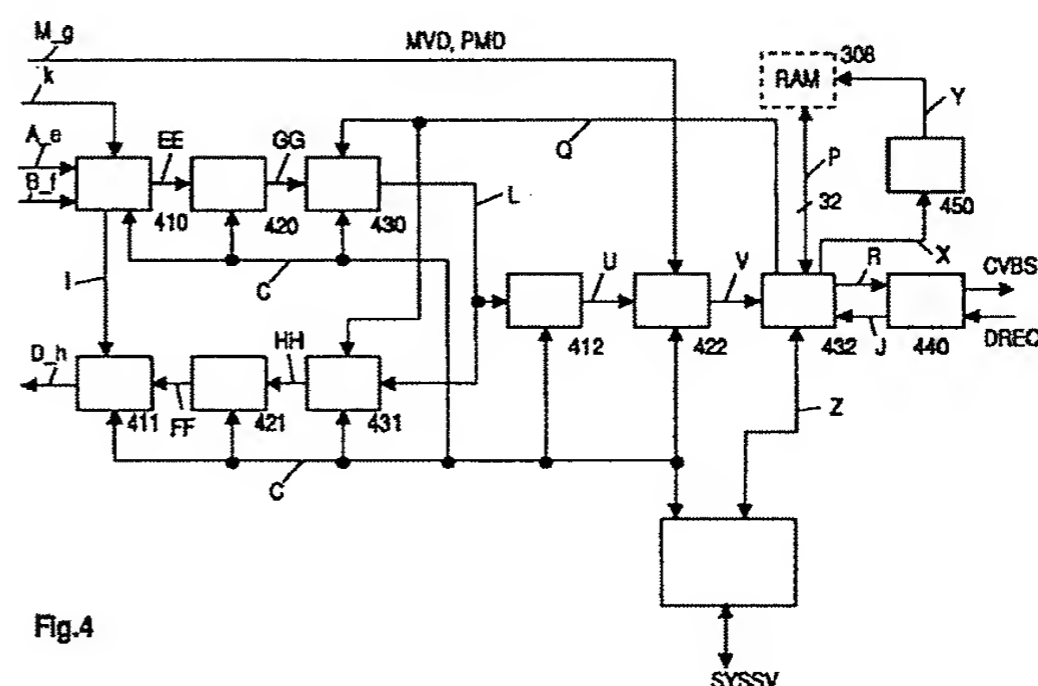 M_g
MVD, PMD
308
RAM
k
Y
A_e
EE
GG
Q
P
B_f
L
32
450
410
420
430
I
C
U
V
R
X
CVBS
D_h
HH
412
422
432
J
440
DREC
411
FF
421
431
Z
C
Fig.4
SYSSV